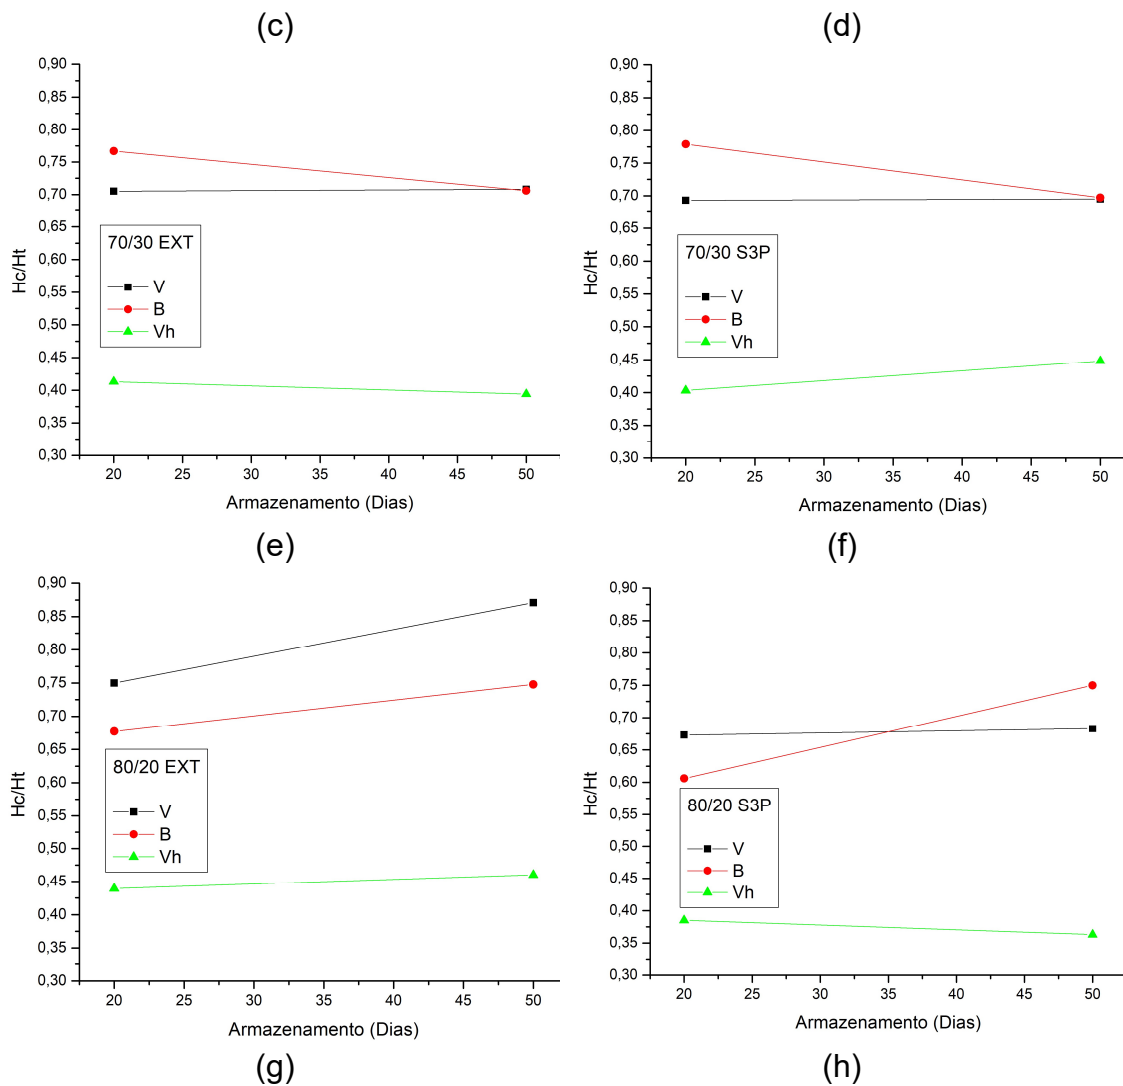 (c)
(d)
0,90
0,85
0,80
0,75
0,70
0,65
0,60
0,55
0,50
0,45
0,40
0,35
0,30
Hc/Ht
70/30 EXT
V
B
Vh
20 25 30 35 40 45 50
Armazenamento (Dias)
0,90
0,85
0,80
0,75
0,70
0,65
0,60
0,55
0,50
0,45
0,40
0,35
0,30
Hc/Ht
70/30 S3P
V
B
Vh
20 25 30 35 40 45 50
Armazenamento (Dias)
(e)
(f)
0,90
0,85
0,80
0,75
0,70
0,65
0,60
0,55
0,50
0,45
0,40
0,35
0,30
Hc/Ht
80/20 EXT
V
B
Vh
20 25 30 35 40 45 50
Armazenamento (Dias)
0,90
0,85
0,80
0,75
0,70
0,65
0,60
0,55
0,50
0,45
0,40
0,35
0,30
Hc/Ht
80/20 S3P
V
B
Vh
20 25 30 35 40 45 50
Armazenamento (Dias)
(g)
(h)